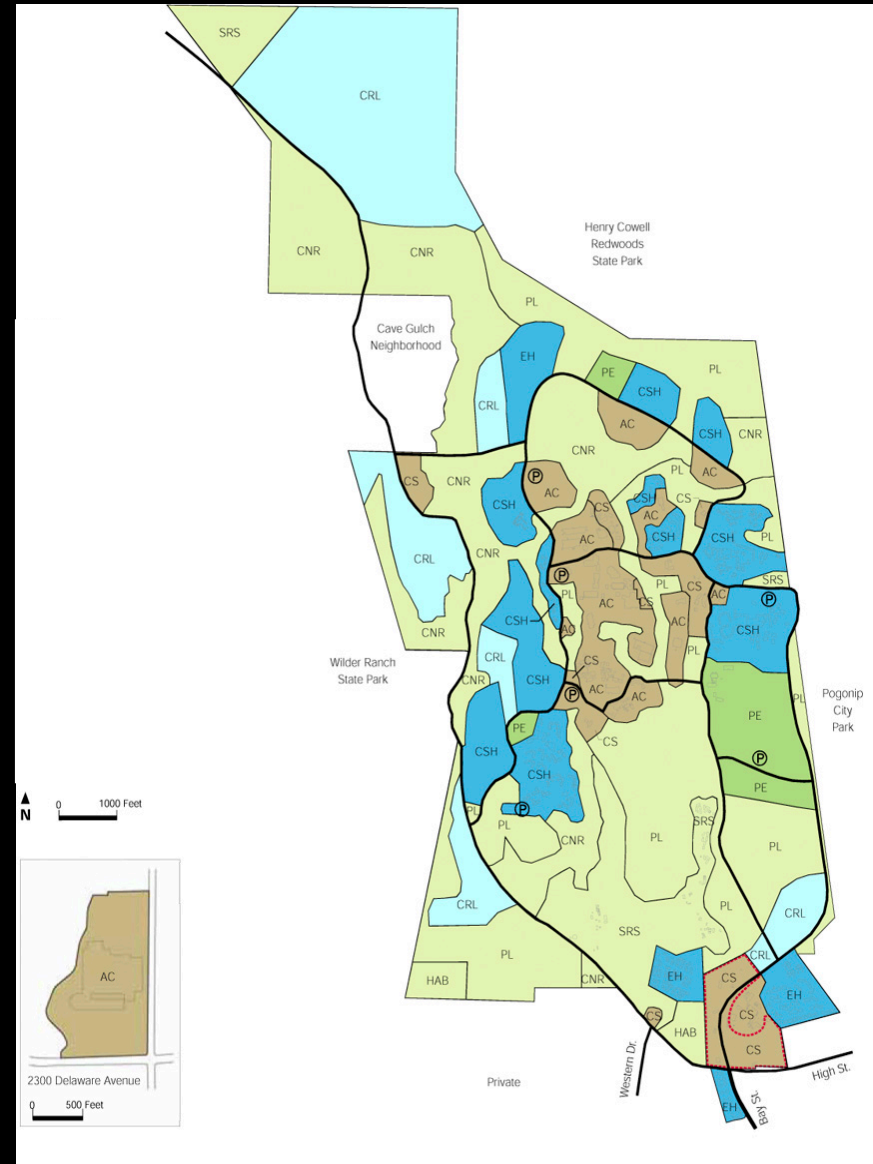 SRS
CRL
Henry Cowell
Redwoods
State Park
CNR
CNR
PL
Cave Gulch
Neighborhood
EH
PE
PL
CSH
CRL
AC
CSH
CNR
CNR
PL
AC
CS
CNR
P
AC
CSH
CS
CSH
CS
AC
AC
CSH
CSH
PL
CNR
CRL
P
PL
SRS
CS
PL
AC
CS
AC
P
AC
CSH
AC
CSH
CNR
PL
CRL
CS
Wilder Ranch
State Park
CNR
CSH
P
AC
AC
PL
Pogonip
City
Park
PE
PE
CS
CSH
CSH
P
PE
N
0 1000 Feet
P
PL
PL
CNR
PL
SRS
PL
CRL
PL
CRL
SRS
PL
CRL
HAB
CNR
EH
CS
EH
AC
CS
CS
HAB
CS
2300 Delaware Avenue
Private
Western Dr.
High St.
0 500 Feet
EH
Bay St.